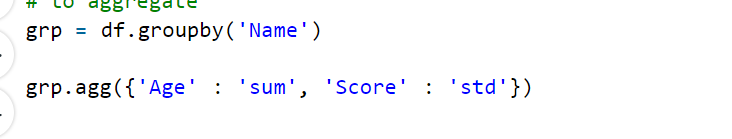 # to aggregate
grp = df.groupby('Name')
grp.agg({'Age' : 'sum', 'Score' : 'std'})